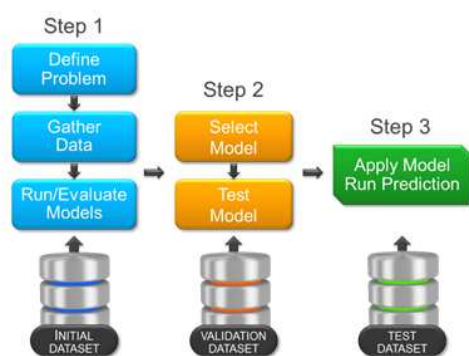 Step 1
Define
Problem
Gather
Data
Run/Evaluate
Models
INITIAL
DATASET
Step 2
Select
Model
Test
Model
VALIDATION
DATASET
Step 3
Apply Model
Run Prediction
TEST
DATASET